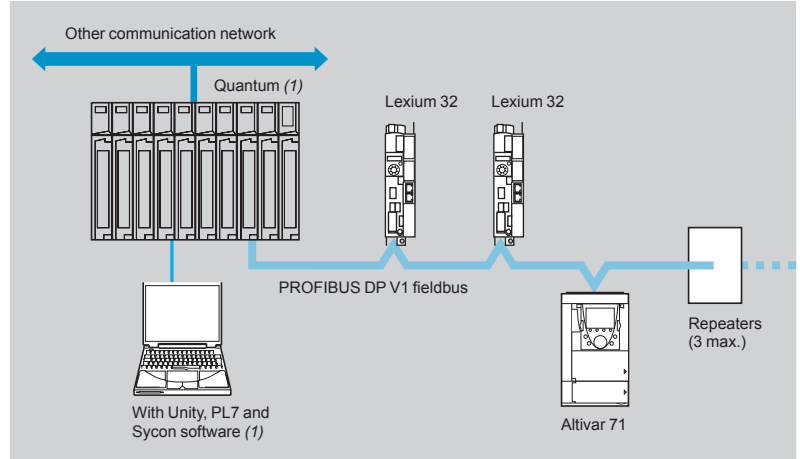 Other communication network
Quantum (1)
Lexium 32
Lexium 32
PROFIBUS DP V1 fieldbus
Repeaters
(3 max.)
With Unity, PL7 and
Sycon software (1)
Altivar 71